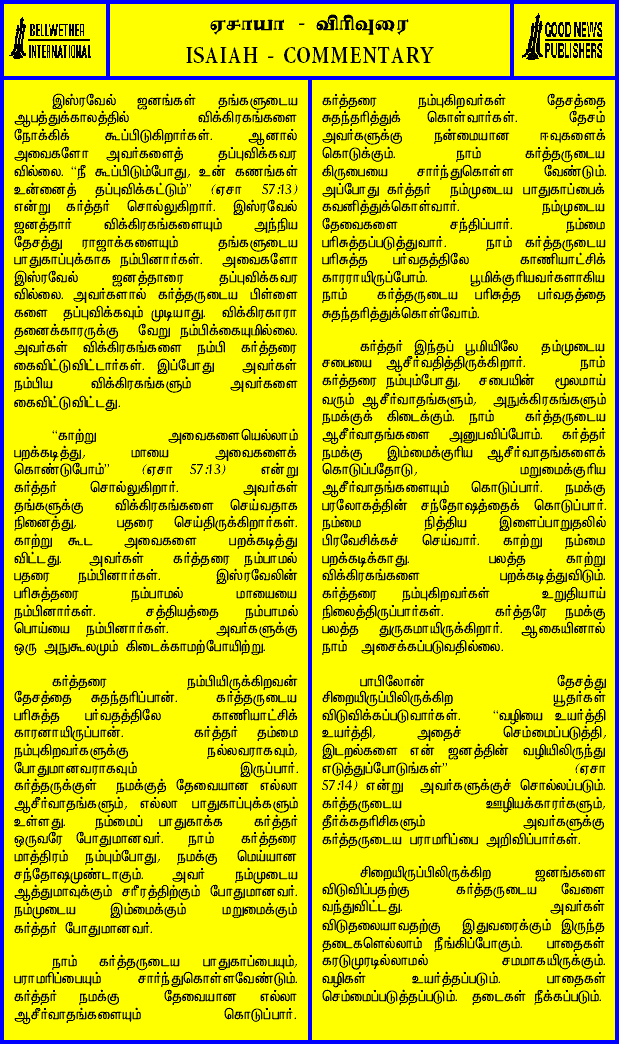 BELLWETHER
INTERNATIONAL
ஏசாயா - விரிவுரை
ISAIAH - COMMENTARY
GOOD NEWS
PUBLISHERS
இஸ்ரவேல் ஜனங்கள் தங்களுடைய
ஆபத்துக்காலத்தில் விக்கிரகங்களை
நோக்கிக் கூப்பிடுகிறார்கள். ஆனால்
அவைகளோ அவர்களைத் தப்புவிக்கவர
வில்லை. “நீ கூப்பிடும்போது, உன் கணங்கள்
உன்னைத் தப்புவிக்கட்டும்” (ஏசா 57:13)
என்று கர்த்தர் சொல்லுகிறார். இஸ்ரவேல்
ஜனத்தார் விக்கிரகங்களையும் அந்நிய
தேசத்து ராஜாக்களையும் தங்களுடைய
பாதுகாப்புக்காக நம்பினார்கள். அவைகளோ
இஸ்ரவேல் ஜனத்தாரை தப்புவிக்கவர
வில்லை. அவர்களால் கர்த்தருடைய பிள்ளை
களை தப்புவிக்கவும் முடியாது. விக்கிரகாரா
தனைக்காரருக்கு வேறு நம்பிக்கையுமில்லை.
அவர்கள் விக்கிரகங்களை நம்பி கர்த்தரை
கைவிட்டுவிட்டார்கள். இப்போது அவர்கள்
நம்பிய விக்கிரகங்களும் அவர்களை
கைவிட்டுவிட்டது.
“காற்று அவைகளையெல்லாம்
பறக்கடித்து, மாயை அவைகளைக்
கொண்டுபோம்” (ஏசா 57:13) என்று
கர்த்தர் சொல்லுகிறார். அவர்கள்
தங்களுக்கு விக்கிரகங்களை செய்வதாக
நினைத்து, பதரை செய்திருக்கிறார்கள்.
காற்று கூட அவைகளை பறக்கடித்து
விட்டது. அவர்கள் கர்த்தரை நம்பாமல்
பதரை நம்பினார்கள். இஸ்ரவேலின்
பரிசுத்தரை நம்பாமல் மாயையை
நம்பினார்கள். சத்தியத்தை நம்பாமல்
பொய்யை நம்பினார்கள். அவர்களுக்கு
ஒரு அநுகூலமும் கிடைக்காமற்போயிற்று.
கர்த்தரை நம்பியிருக்கிறவன்
தேசத்தை சுதந்தரிப்பான். கர்த்தருடைய
பரிசுத்த பர்வதத்திலே காணியாட்சிக்
காரனாயிருப்பான். கர்த்தர் தம்மை
நம்புகிறவர்களுக்கு நல்லவராகவும்,
போதுமானவராகவும் இருப்பார்.
கர்த்தருக்குள் நமக்குத் தேவையான எல்லா
ஆசீர்வாதங்களும், எல்லா பாதுகாப்புக்களும்
உள்ளது. நம்மைப் பாதுகாக்க கர்த்தர்
ஒருவரே போதுமானவர். நாம் கர்த்தரை
மாத்திரம் நம்பும்போது, நமக்கு மெய்யான
சந்தோஷமுண்டாகும். அவர் நம்முடைய
ஆத்துமாவுக்கும் சரீரத்திற்கும் போதுமானவர்.
நம்முடைய இம்மைக்கும் மறுமைக்கும்
கர்த்தர் போதுமானவர்.
நாம் கர்த்தருடைய பாதுகாப்பையும்,
பராமரிப்பையும் சார்ந்துகொள்ளவேண்டும்.
கர்த்தர் நமக்கு தேவையான எல்லா
ஆசீர்வாதங்களையும் கொடுப்பார்.
கர்த்தரை நம்புகிறவர்கள் தேசத்தை
சுதந்தரித்துக் கொள்வார்கள். தேசம்
அவர்களுக்கு நன்மையான ஈவுகளைக்
கொடுக்கும். நாம் கர்த்தருடைய
கிருபையை சார்ந்துகொள்ள வேண்டும்.
அப்போது கர்த்தர் நம்முடைய பாதுகாப்பைக்
கவனித்துக்கொள்வார். நம்முடைய
தேவைகளை சந்திப்பார். நம்மை
பரிசுத்தப்படுத்துவார். நாம் கர்த்தருடைய
பரிசுத்த பர்வதத்திலே காணியாட்சிக்
காரராயிருப்போம். பூமிக்குரியவர்களாகிய
நாம் கர்த்தருடைய பரிசுத்த பர்வதத்தை
சுதந்தரித்துக்கொள்வோம்.
கர்த்தர் இந்தப் பூமியிலே தம்முடைய
சபையை ஆசீர்வதித்திருக்கிறார். நாம்
கர்த்தரை நம்பும்போது, சபையின் மூலமாய்
வரும் ஆசீர்வாதங்களும், அநுக்கிரகங்களும்
நமக்குக் கிடைக்கும். நாம் கர்த்தருடைய
ஆசீர்வாதங்களை அனுபவிப்போம். கர்த்தர்
நமக்கு இம்மைக்குரிய ஆசீர்வாதங்களைக்
கொடுப்பதோடு, மறுமைக்குரிய
ஆசீர்வாதங்களையும் கொடுப்பார். நமக்கு
பரலோகத்தின் சந்தோஷத்தைக் கொடுப்பார்.
நம்மை நித்திய இளைப்பாறுதலில்
பிரவேசிக்கச் செய்வார். காற்று நம்மை
பறக்கடிக்காது. பலத்த காற்று
விக்கிரகங்களை பறக்கடித்துவிடும்.
கர்த்தரை நம்புகிறவர்கள் உறுதியாய்
நிலைத்திருப்பார்கள். கர்த்தரே நமக்கு
பலத்த துருகமாயிருக்கிறார். ஆகையினால்
நாம் அசைக்கப்படுவதில்லை.
பாபிலோன் தேசத்து
சிறையிருப்பிலிருக்கிற யூதர்கள்
விடுவிக்கப்படுவார்கள். “வழியை உயர்த்தி
உயர்த்தி, அதைச் செம்மைப்படுத்தி,
இடறல்களை என் ஜனத்தின் வழியிலிருந்து
எடுத்துப்போடுங்கள்” (ஏசா
57:14) என்று அவர்களுக்குச் சொல்லப்படும்.
கர்த்தருடைய ஊழியக்காரர்களும்,
தீர்க்கதரிசிகளும் அவர்களுக்கு
கர்த்தருடைய பராமரிப்பை அறிவிப்பார்கள்.
சிறையிருப்பிலிருக்கிற ஜனங்களை
விடுவிப்பதற்கு கர்த்தருடைய வேளை
வந்துவிட்டது. அவர்கள்
விடுதலையாவதற்கு இதுவரைக்கும் இருந்த
தடைகளெல்லாம் நீங்கிப்போகும். பாதைகள்
கரடுமுரடில்லாமல் சமமாகயிருக்கும்.
வழிகள் உயர்த்தப்படும். பாதைகள்
செம்மைப்படுத்தப்படும். தடைகள் நீக்கப்படும்.